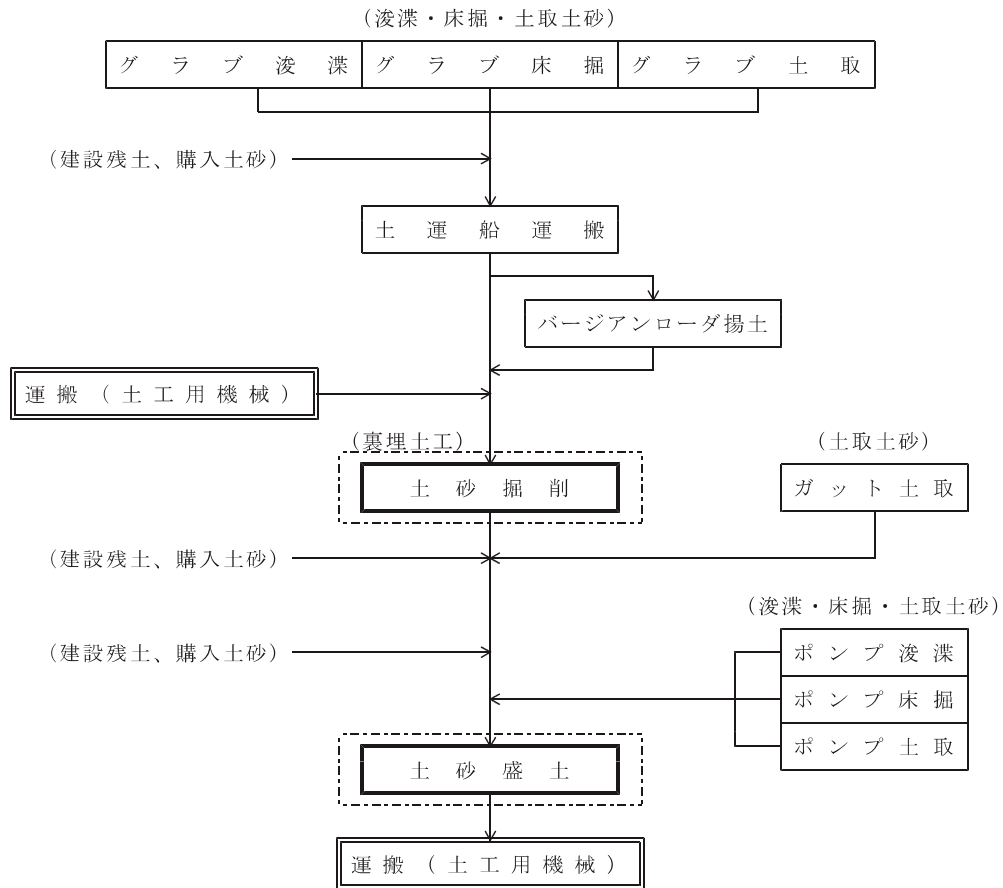 (浚渫・床掘・土取土砂)
グラブ浚渫 グラブ床掘 グラブ土取
(建設残土、購入土砂)
土運船運搬
バージアンローダ揚土
運搬(土工用機械)
(裏埋土工)
(土取土砂)
土砂掘削
ガット土取
(建設残土、購入土砂)
(浚渫・床掘・土取土砂)
(建設残土、購入土砂)
ポンプ浚渫
ポンプ床掘
ポンプ土取
土砂盛土
運搬(土工用機械)